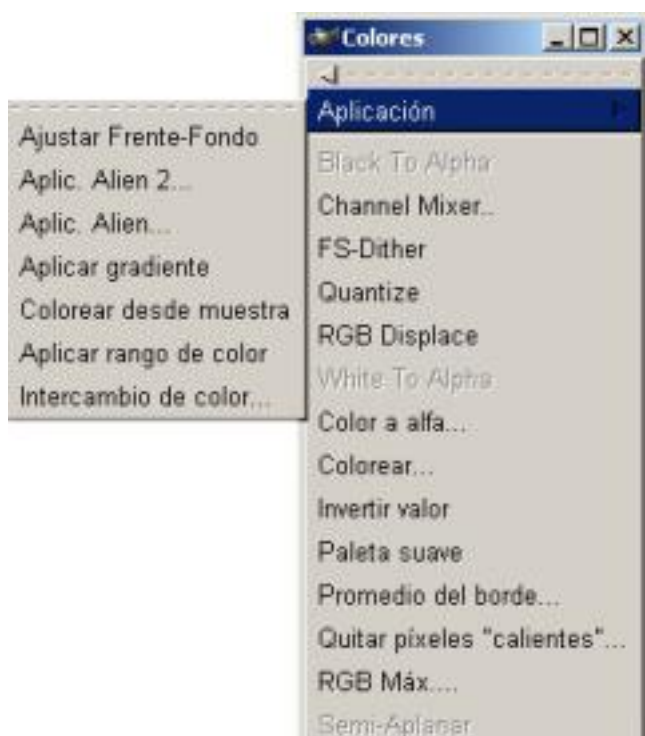 Colores
Aplicación
Ajustar Frente-Fondo
Aplic. Alien 2...
Aplic. Alien...
Aplicar gradiente
Colorear desde muestra
Aplicar rango de color
Intercambio de color...
Black To Alpha
Channel Mixer..
FS-Dither
Quantize
RGB Displace
White To Alpha
Color a alfa...
Colorear...
Invertir valor
Paleta suave
Promedio del borde...
Quitar píxeles "calientes"...
RGB Máx....
Semi-Aplanar